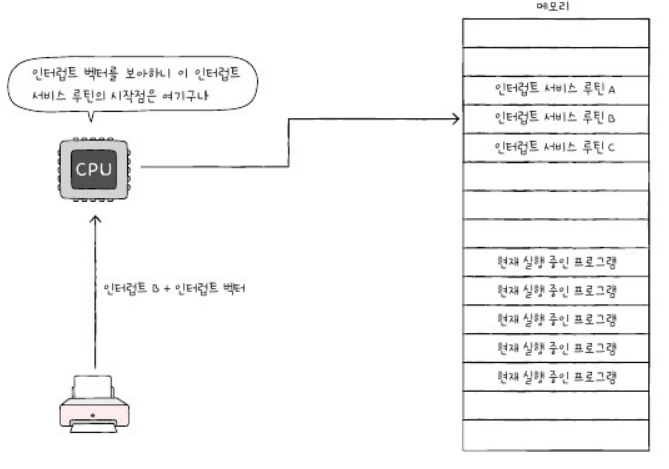 메모리
인터럽트 벡터를 보아하니 이 인터럽트
서비스 루틴의 시작점은 여기구나
인터럽트 서비스 루틴 A
인터럽트 서비스 루틴 B
인터럽트 서비스 루틴 C
CPU
현재 실행 중인 프로그램
인터럽트 B + 인터럽트 벡터
현재 실행 중인 프로그램
현재 실행 중인 프로그램
현재 실행 중인 프로그램
현재 실행 중인 프로그램